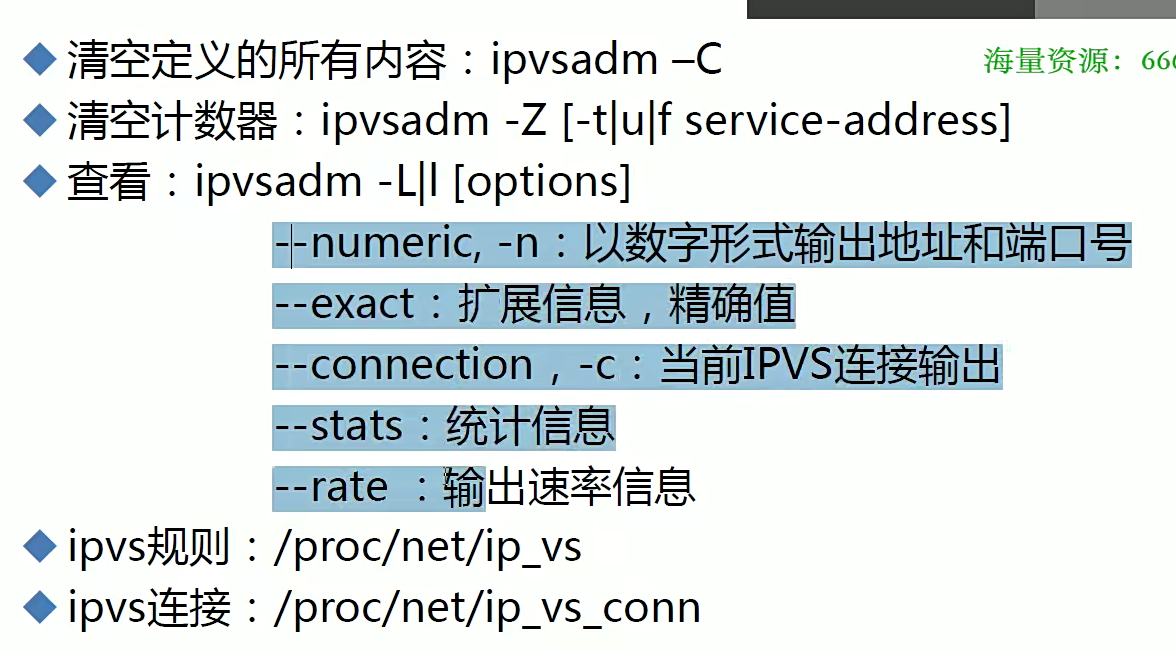 清空定义的所有内容：ipvsadm –C
海量资源：666
清空计数器：ipvsadm -Z [-t|u|f service-address]
查看：ipvsadm -L|l [options]
--numeric, -n：以数字形式输出地址和端口号
--exact：扩展信息，精确值
--connection，-c：当前IPVS连接输出
--stats：统计信息
--rate ：输出速率信息
ipvs规则：/proc/net/ip_vs
ipvs连接：/proc/net/ip_vs_conn